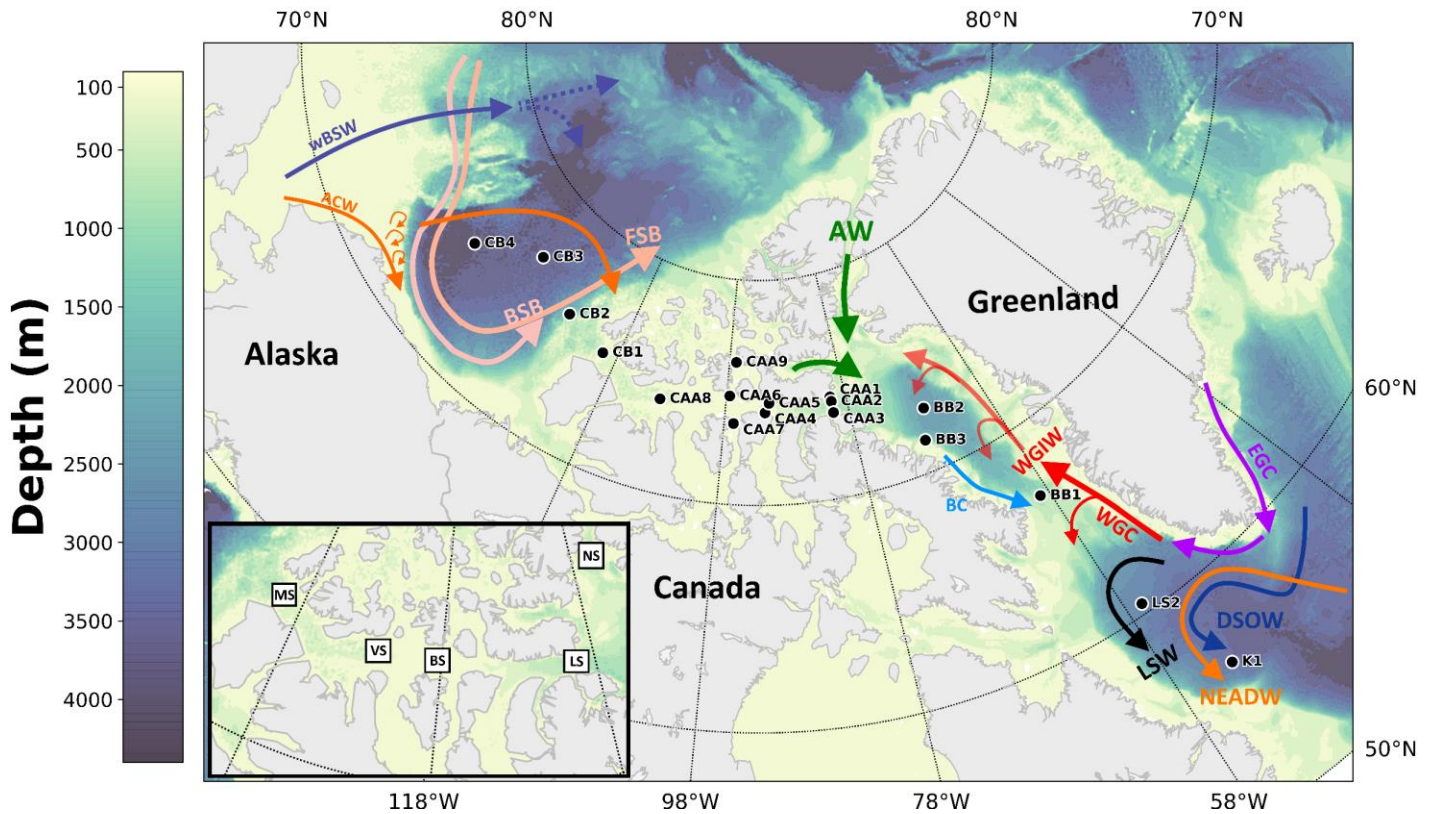 70°N
80°N
80°N
70°N
100
500
1000
1500
2000
2500
3000
3500
4000
Depth (m)
wBSW
ACW
CB4
CB3
FSB
BSB
CB2
CB1
AW
Alaska
Greenland
Canada
CAA9
CAA8
CAA6
CAA5
CAA7
CAA4
CAA1
CAA2
CAA3
BB2
BB3
BC
WGIW
BB1
WGC
EGC
LS2
LSW
DSOW
K1
NEADW
60°N
50°N
MS
VS
BS
NS
LS
118°W
98°W
78°W
58°W